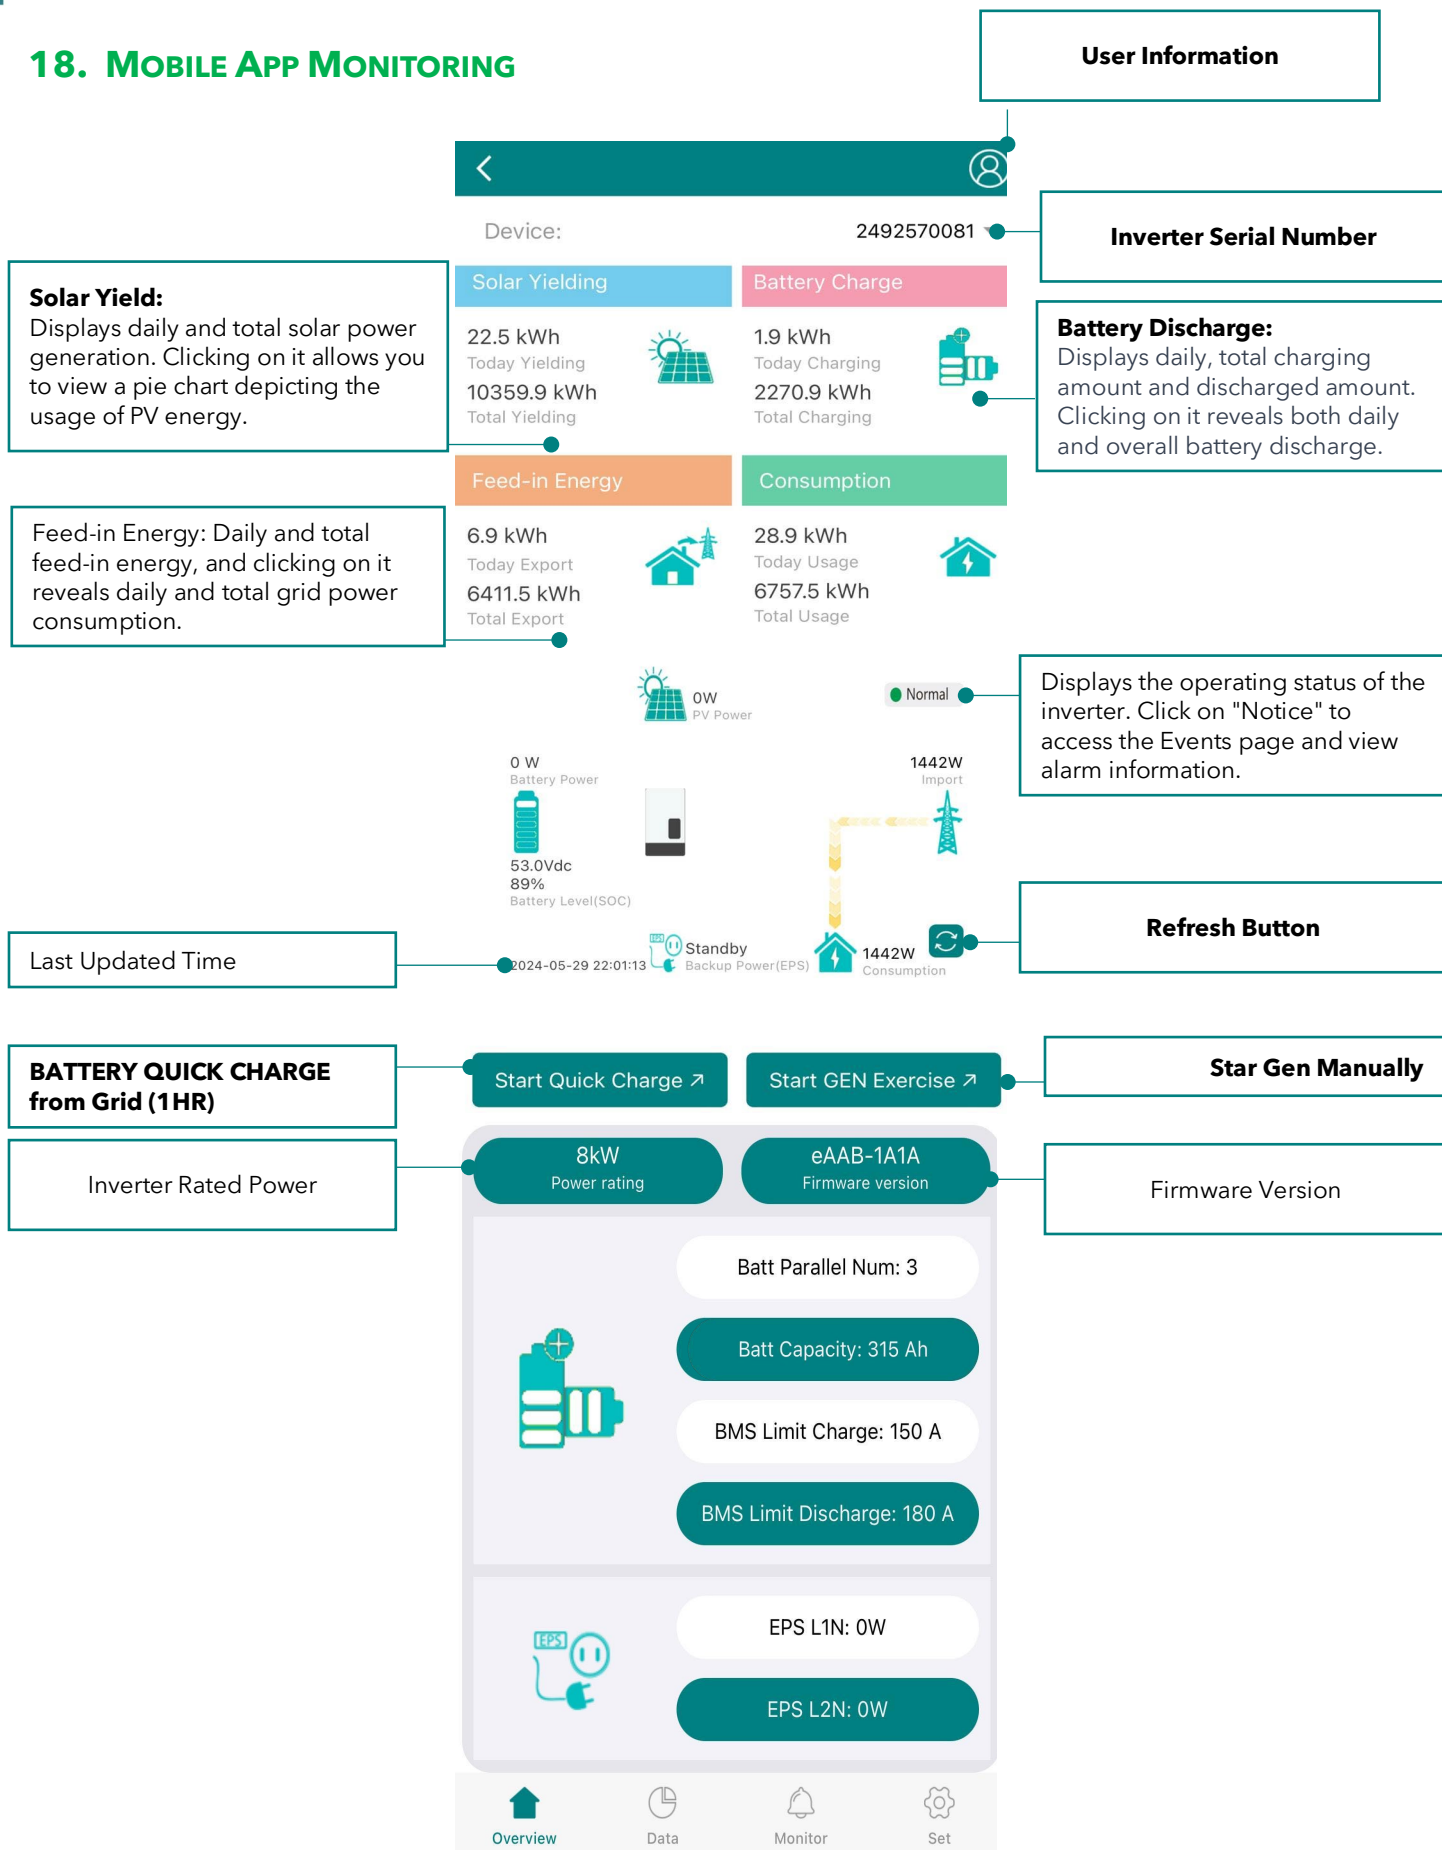 18. MOBILE APP MONITORING
User Information
Device:
2492570081
Inverter Serial Number
Solar Yield:
Displays daily and total solar power
generation. Clicking on it allows you
to view a pie chart depicting the
usage of PV energy.
Solar Yielding
22.5 kWh
Today Yielding
10359.9 kWh
Total Yielding
Battery Charge
1.9 kWh
Today Charging
2270.9 kWh
Total Charging
Battery Discharge:
Displays daily, total charging
amount and discharged amount.
Clicking on it reveals both daily
and overall battery discharge.
Feed-in Energy: Daily and total
feed-in energy, and clicking on it
reveals daily and total grid power
consumption.
Feed-in Energy
6.9 kWh
Today Export
6411.5 kWh
Total Export
Consumption
28.9 kWh
Today Usage
6757.5 kWh
Total Usage
0W
PV Power
Normal
Displays the operating status of the
inverter. Click on "Notice" to
access the Events page and view
alarm information.
0 W
Battery Power
1442W
Import
53.0Vdc
89%
Battery Level(SOC)
Refresh Button
Last Updated Time
2024-05-29 22:01:13
EPS
Standby
Backup Power(EPS)
1442W
Consumption
BATTERY QUICK CHARGE
from Grid (1HR)
Start Quick Charge ↗
Start GEN Exercise ↗
Star Gen Manually
Inverter Rated Power
8kW
Power rating
eAAB-1A1A
Firmware version
Firmware Version
Batt Parallel Num: 3
Batt Capacity: 315 Ah
BMS Limit Charge: 150 A
BMS Limit Discharge: 180 A
EPS
EPS L1N: 0W
EPS L2N: 0W
Overview
Data
Monitor
Set